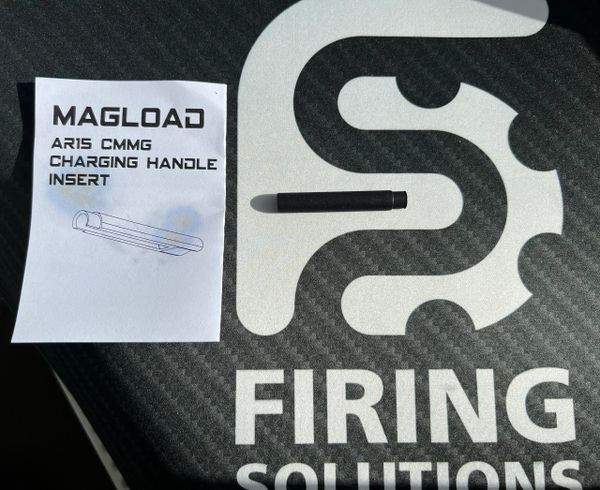 MAGLOAD
AR15 CMMG
CHARGING HANDLE
INSERT
FIRING
SOLUTIONS